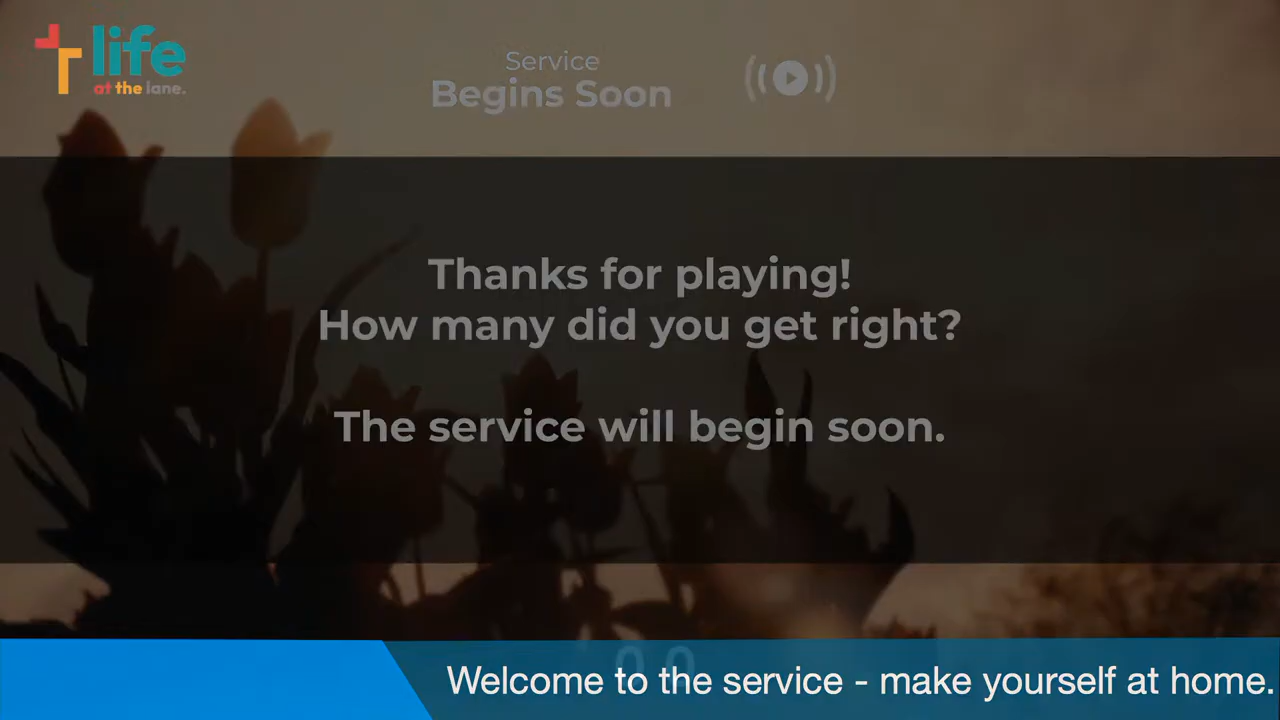 life
at the lane.
Service
Begins Soon
Thanks for playing!
How many did you get right?
The service will begin soon.
Welcome to the service - make yourself at home.